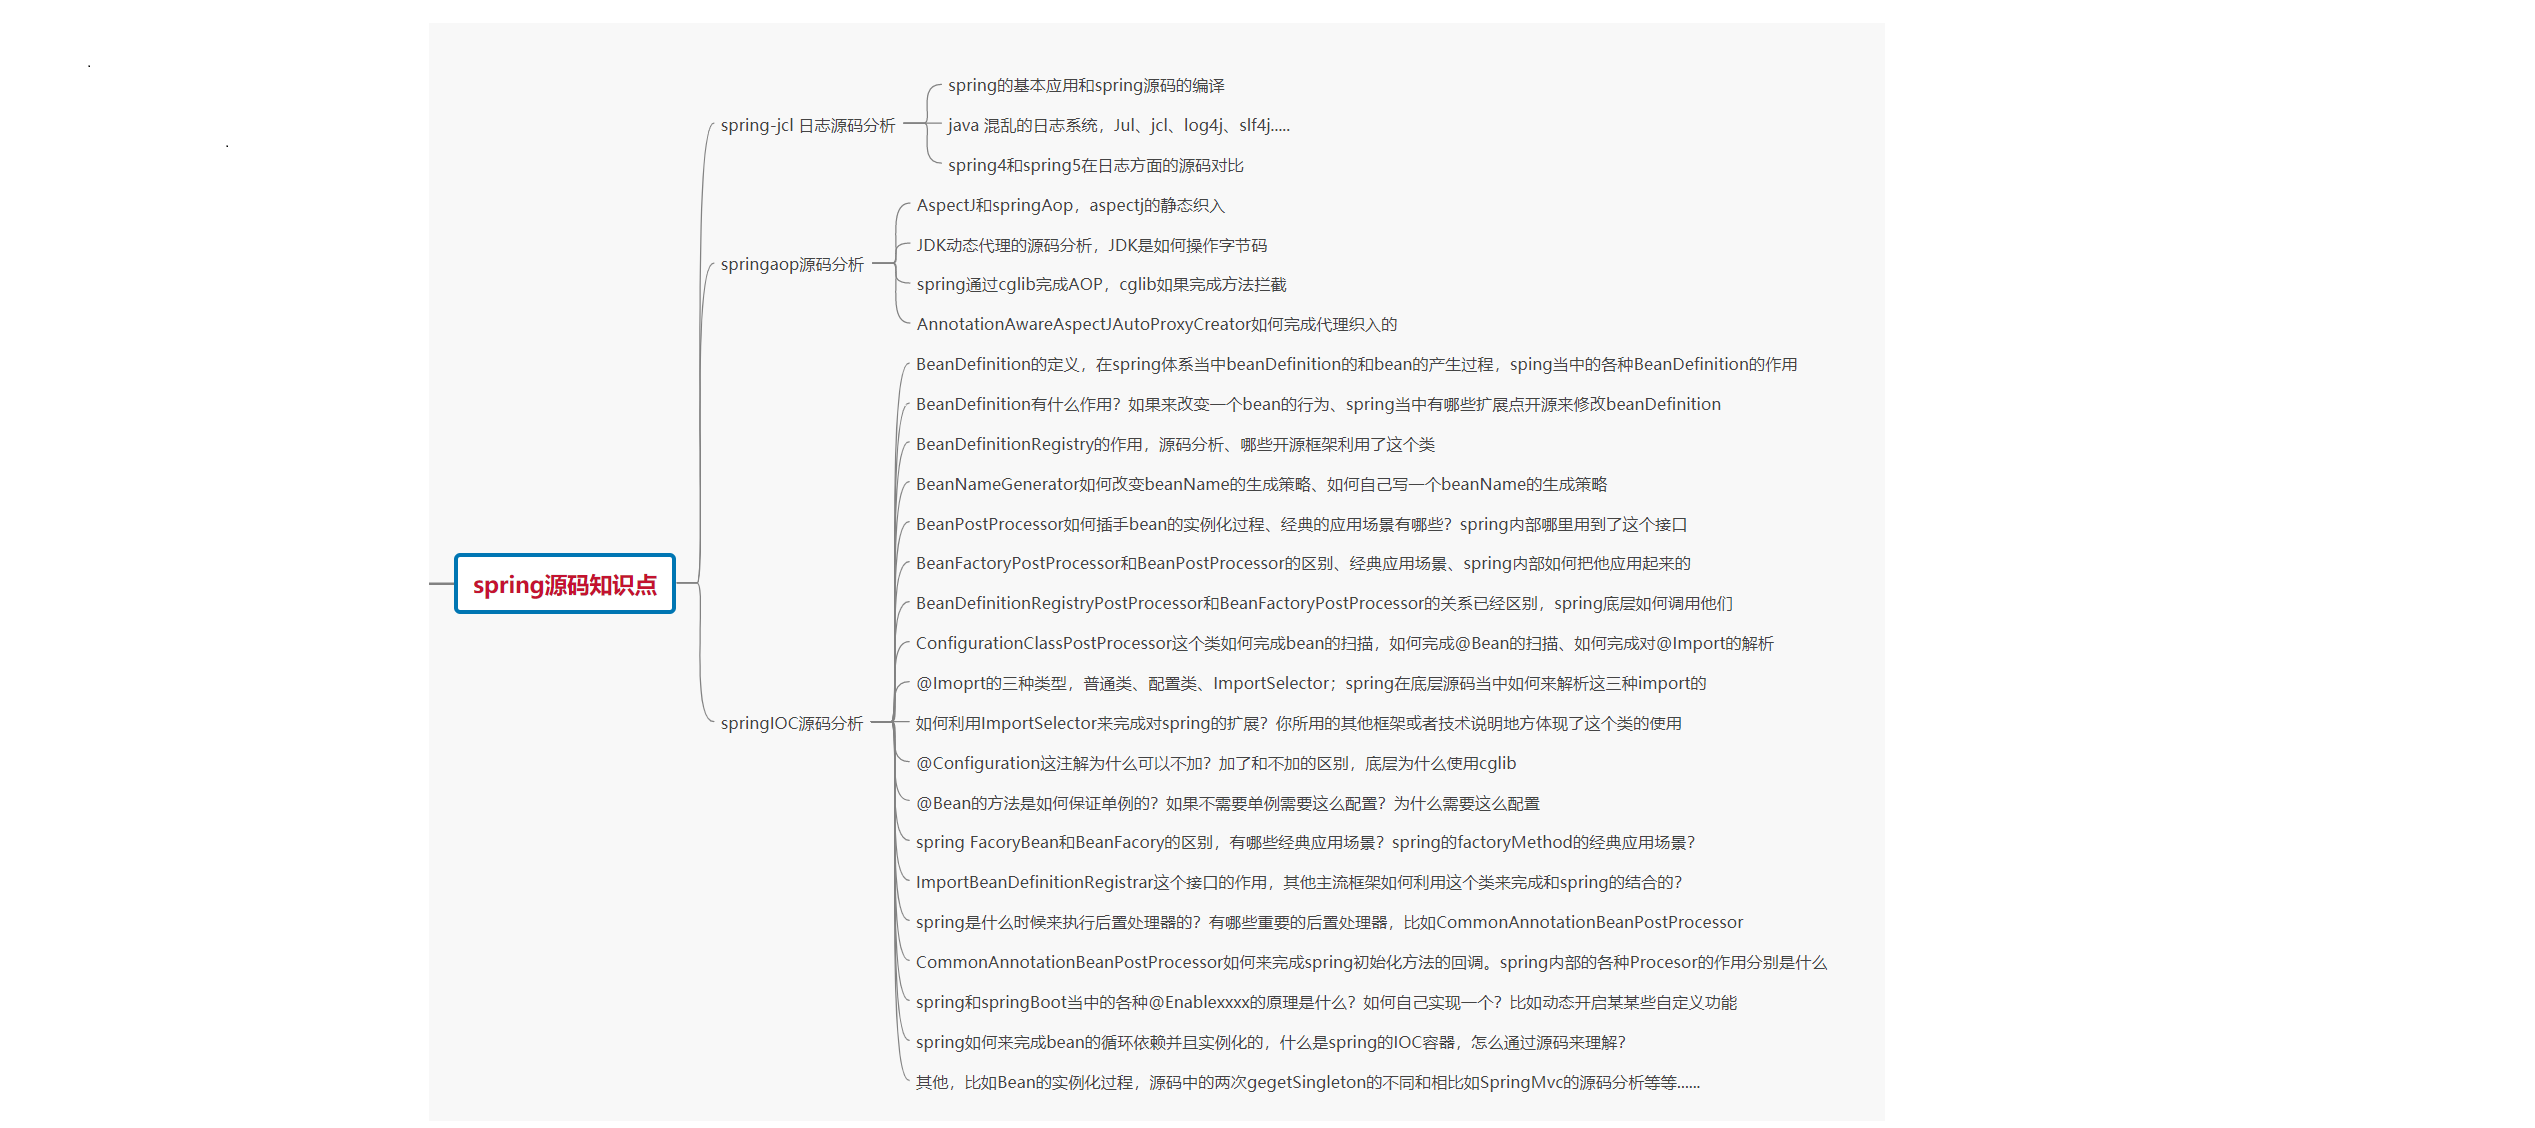 spring源码知识点
spring-jcl 日志源码分析
spring的基本应用和spring源码的编译
java 混乱的日志系统，Jul、jcl、log4j、slf4j.....
spring4和spring5在日志方面的源码对比
springaop源码分析
AspectJ和springAop，aspectj的静态织入
JDK动态代理的源码分析，JDK是如何操作字节码
spring通过cglib完成AOP，cglib如果完成方法拦截
AnnotationAwareAspectJAutoProxyCreator如何完成代理织入的
springIOC源码分析
BeanDefinition的定义，在spring体系当中beanDefinition的和bean的产生过程，sping当中的各种BeanDefinition的作用
BeanDefinition有什么作用？如果来改变一个bean的行为、spring当中有哪些扩展点开源来修改beanDefinition
BeanDefinitionRegistry的作用，源码分析、哪些开源框架利用了这个类
BeanNameGenerator如何改变beanName的生成策略、如何自己写一个beanName的生成策略
BeanPostProcessor如何插手bean的实例化过程、经典的应用场景有哪些？spring内部哪里用到了这个接口
BeanFactoryPostProcessor和BeanPostProcessor的区别、经典应用场景、spring内部如何把他应用起来的
BeanDefinitionRegistryPostProcessor和BeanFactoryPostProcessor的关系已经区别，spring底层如何调用他们
ConfigurationClassPostProcessor这个类如何完成bean的扫描，如何完成@Bean的扫描、如何完成对@Import的解析
@Imoprt的三种类型，普通类、配置类、ImportSelector；spring在底层源码当中如何来解析这三种import的
如何利用ImportSelector来完成对spring的扩展？你所用的其他框架或者技术说明地方体现了这个类的使用
@Configuration这注解为什么可以不加？加了和不加的区别，底层为什么使用cglib
@Bean的方法是如何保证单例的？如果不需要单例需要这么配置？为什么需要这么配置
spring FacoryBean和BeanFacory的区别，有哪些经典应用场景？spring的factoryMethod的经典应用场景？
ImportBeanDefinitionRegistrar这个接口的作用，其他主流框架如何利用这个类来完成和spring的结合的？
spring是什么时候来执行后置处理器的？有哪些重要的后置处理器，比如CommonAnnotationBeanPostProcessor
CommonAnnotationBeanPostProcessor如何来完成spring初始化方法的回调。spring内部的各种Procesor的作用分别是什么
spring和springBoot当中的各种@Enablexxxx的原理是什么？如何自己实现一个？比如动态开启某某些自定义功能
spring如何来完成bean的循环依赖并且实例化的，什么是spring的IOC容器，怎么通过源码来理解？
其他，比如Bean的实例化过程，源码中的两次gegetSingleton的不同和相比如SpringMvc的源码分析等等......